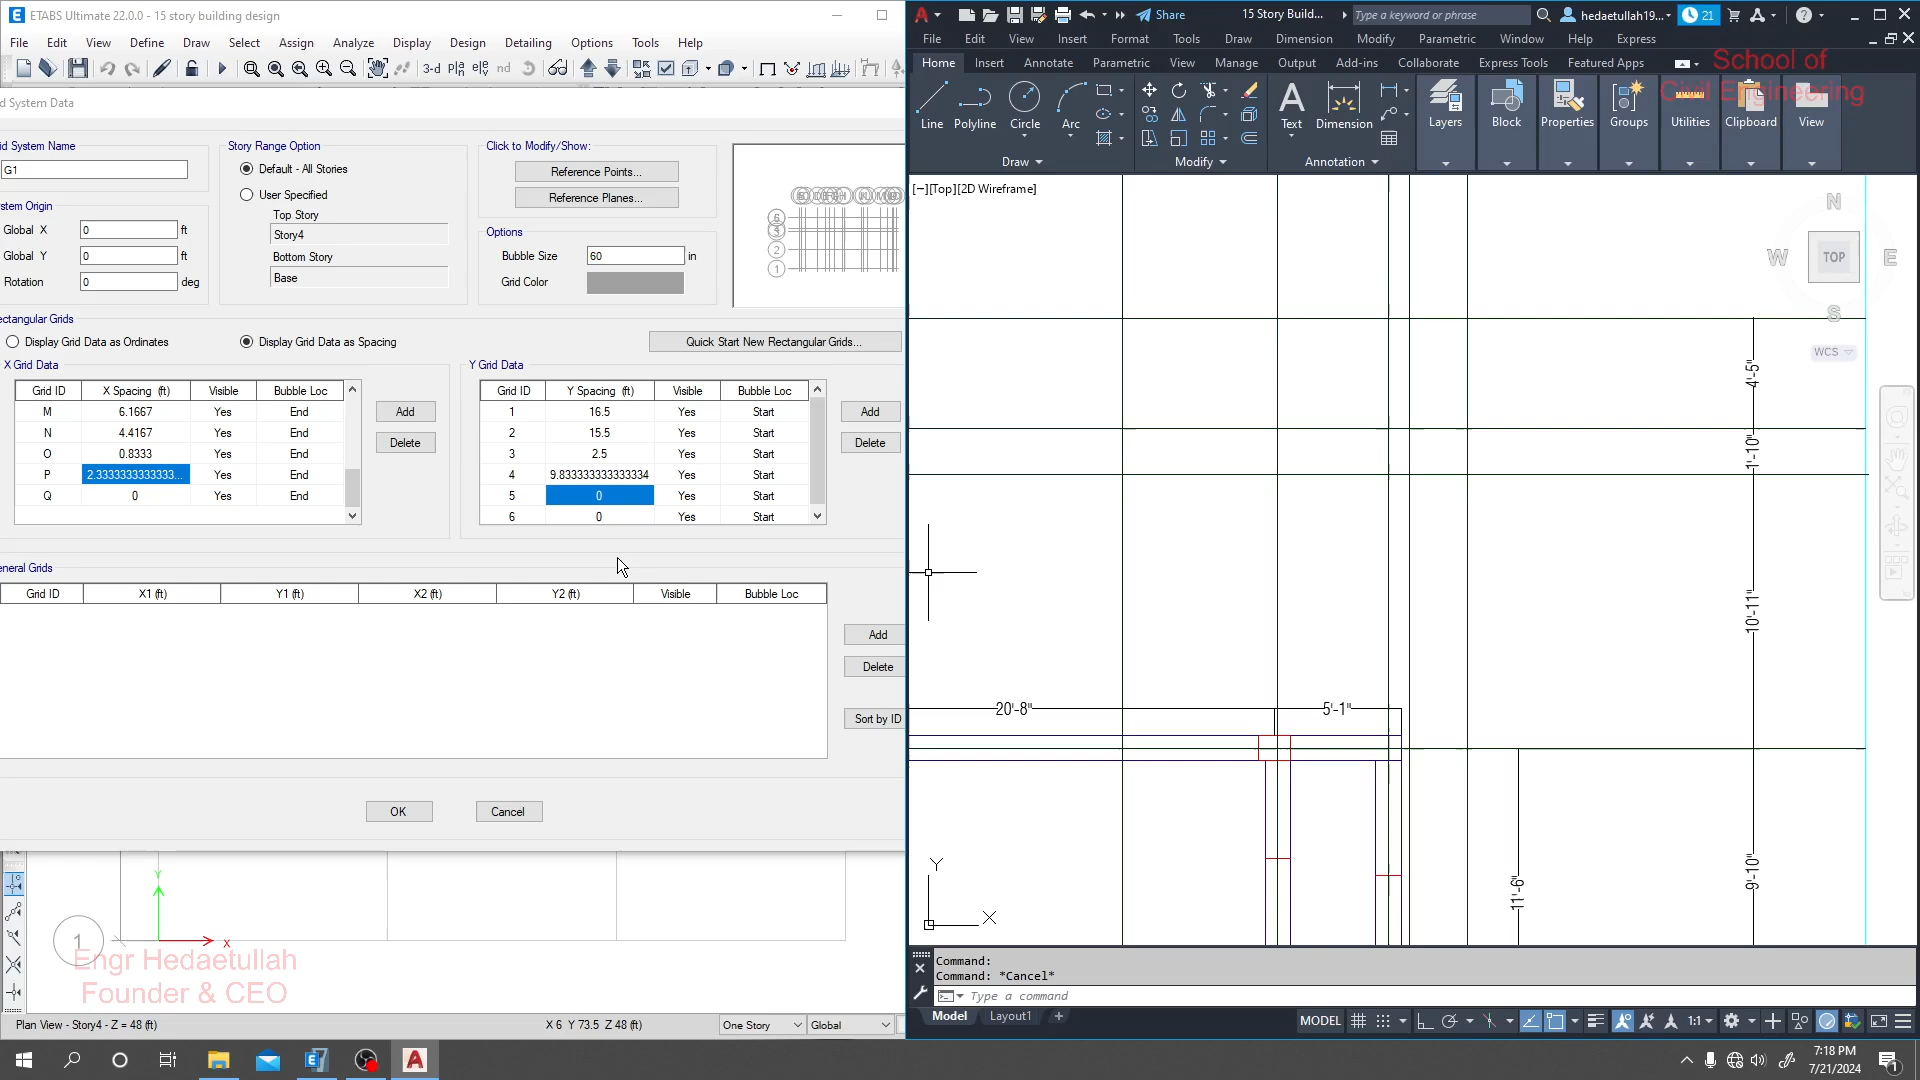 ETABS Ultimate 22.0.0 - 15 story building design
File Edit View Define Draw Select Assign Analyze Display Design Detailing Options Tools Help
3-d
nd
d System Data
id System Name
G1
stem Origin
Global X 0 ft
Global Y 0 ft
Rotation 0 deg
Story Range Option
Default - All Stories
User Specified
Top Story
Story4
Bottom Story
Base
Click to Modify/Show:
Reference Points...
Reference Planes...
Options
Bubble Size 60 in
Grid Color
6
2
1
ectangular Grids
Display Grid Data as Ordinates
Display Grid Data as Spacing
Quick Start New Rectangular Grids...
X Grid Data
Grid ID X Spacing (ft) Visible Bubble Loc
M 6.1667 Yes End
N 4.4167 Yes End
O 0.8333 Yes End
P 2.3333333333333... Yes End
Q 0 Yes End
Add
Delete
Y Grid Data
Grid ID Y Spacing (ft) Visible Bubble Loc
1 16.5 Yes Start
2 15.5 Yes Start
3 2.5 Yes Start
4 9.833333333333334 Yes Start
5 0 Yes Start
6 0 Yes Start
Add
Delete
eneral Grids
Grid ID X1 (ft) Y1 (ft) X2 (ft) Y2 (ft) Visible Bubble Loc
Add
Delete
Sort by ID
OK Cancel
Y
X
1
Engr Hedaetullah
Founder & CEO
Plan View - Story4 - Z = 48 (ft) X 6 Y 73.5 Z 48 (ft) One Story Global
A Share 15 Story Build... Type a keyword or phrase hedaetullah19... 21
File Edit View Insert Format Tools Draw Dimension Modify Parametric Window Help Express
Home Insert Annotate Parametric View Manage Output Add-ins Collaborate Express Tools Featured Apps
School of
Civil Engineering
Line Polyline Circle Arc Text Dimension Layers Block Properties Groups Utilities Clipboard View
Draw Modify Annotation
[−][Top][2D Wireframe]
N
W TOP E
S
WCS
4'-5"
1'-10"
10'-11"
20'-8" 5'-1"
11'-6"
9'-10"
Y
X
Command:
Command: *Cancel*
Type a command
Model Layout1 +
MODEL 1:1
7:18 PM
7/21/2024
1